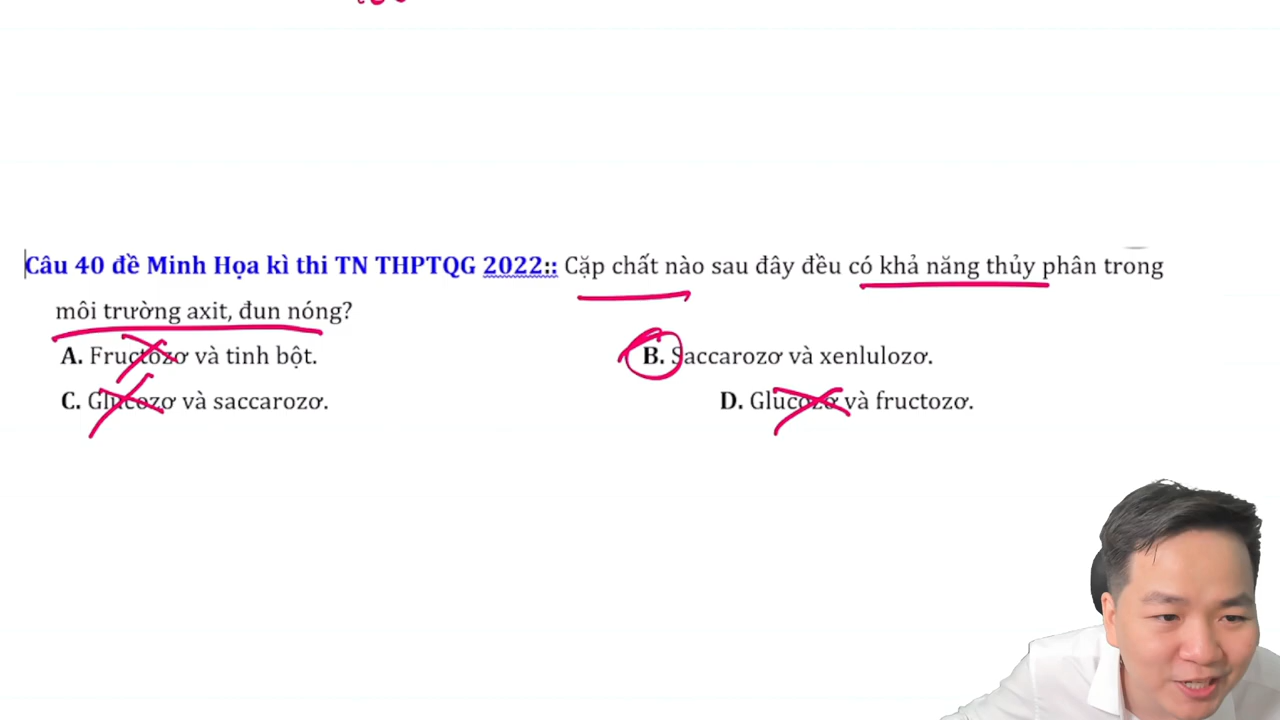 Câu 40 đề Minh Họa kì thi TN THPTQG 2022:: Cặp chất nào sau đây đều có khả năng thủy phân trong
môi trường axit, đun nóng?
A. Fructozơ và tinh bột.
B. Saccarozơ và xenlulozơ.
C. Glucozơ và saccarozơ.
D. Glucozơ và fructozơ.